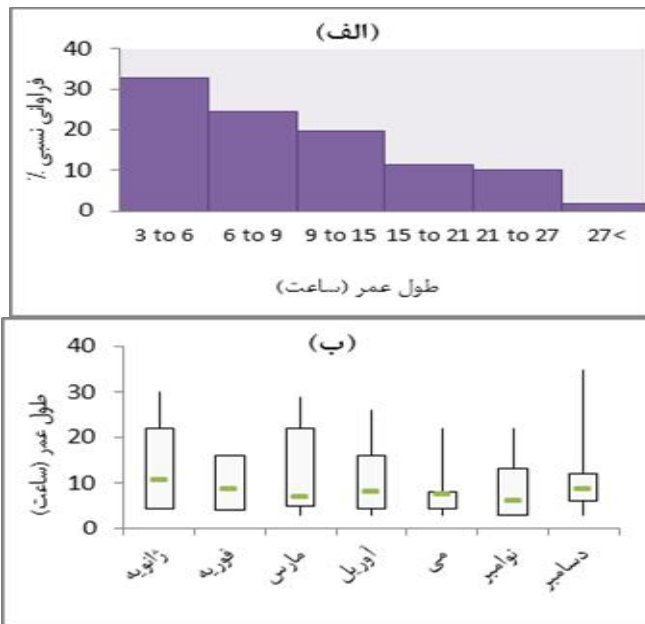 (الف)
فراوانی نسبی %
40
30
20
10
0
3 to 6 6 to 9 9 to 15 15 to 21 21 to 27 27<
طول عمر (ساعت)
(ب)
طول عمر (ساعت)
40
30
20
10
0
ژانویه فوریه مارس آوریل می نوامبر دسامبر